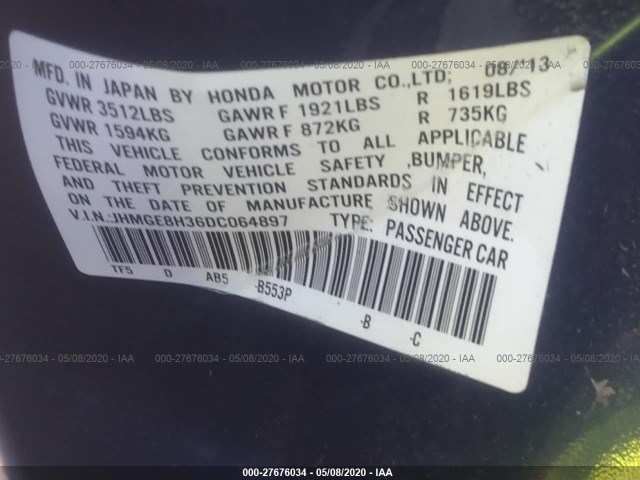 MFD. IN JAPAN BY HONDA MOTOR CO.,LTD; 08/13
GVWR 3512LBS GAWR F 1921LBS R 1619LBS
GVWR 1594KG GAWR F 872KG R 735KG
THIS VEHICLE CONFORMS TO ALL APPLICABLE
FEDERAL MOTOR VEHICLE SAFETY ,BUMPER,
AND THEFT PREVENTION STANDARDS IN EFFECT
ON THE DATE OF MANUFACTURE SHOWN ABOVE.
V.I.N.:JHMGE8H36DC064897 TYPE: PASSENGER CAR
TF5 D AB5 -B553P -B -C
000-27676034 - 05/08/2020 - IAA
000-27676034 - 05/08/2020 - IAA